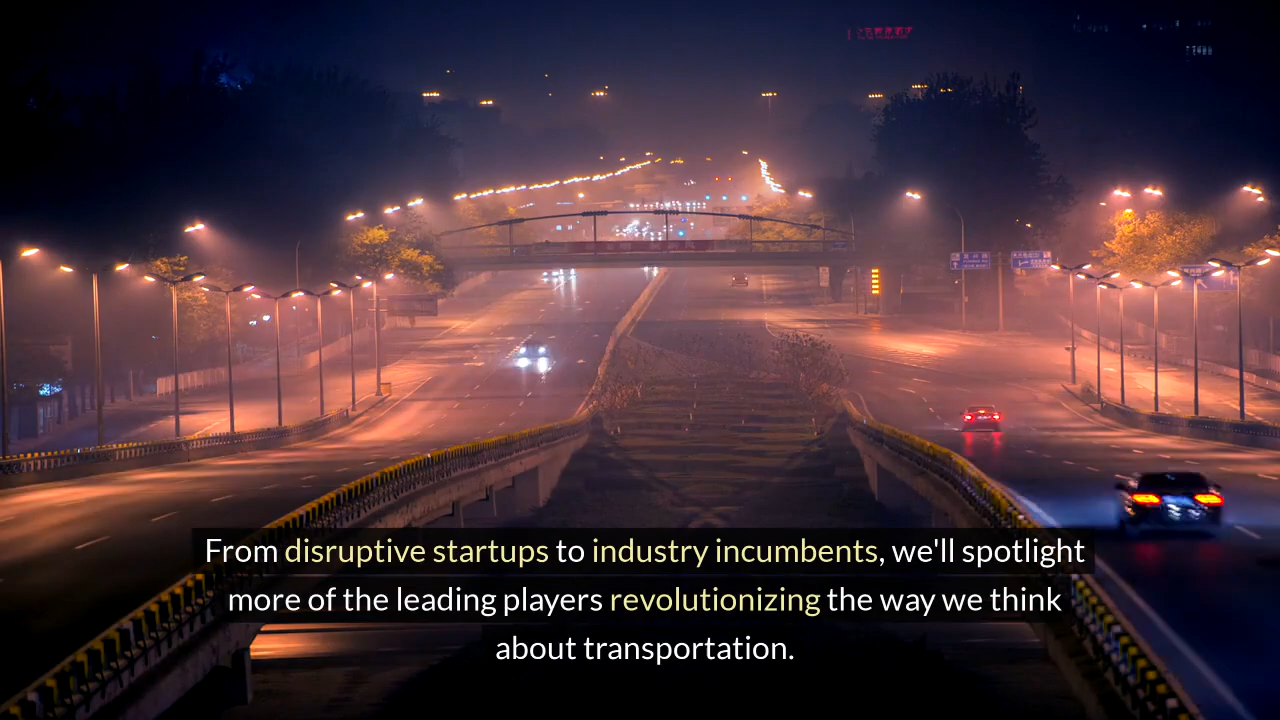 From disruptive startups to industry incumbents, we'll spotlight
more of the leading players revolutionizing the way we think
about transportation.